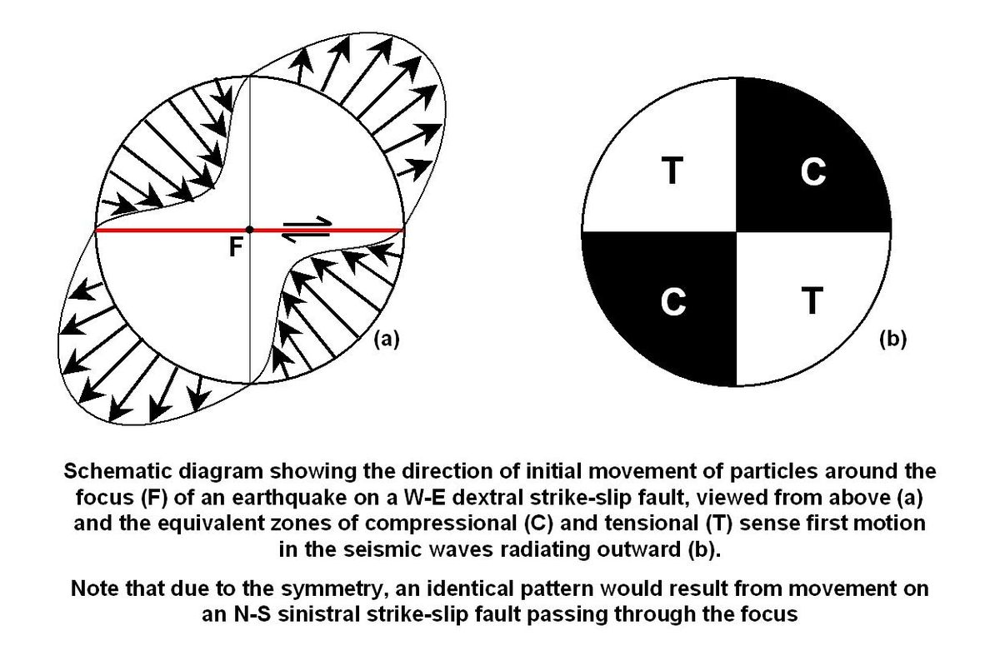 F
(a)
T
C
C
T
(b)
Schematic diagram showing the direction of initial movement of particles around the
focus (F) of an earthquake on a W-E dextral strike-slip fault, viewed from above (a)
and the equivalent zones of compressional (C) and tensional (T) sense first motion
in the seismic waves radiating outward (b).
Note that due to the symmetry, an identical pattern would result from movement on
an N-S sinistral strike-slip fault passing through the focus